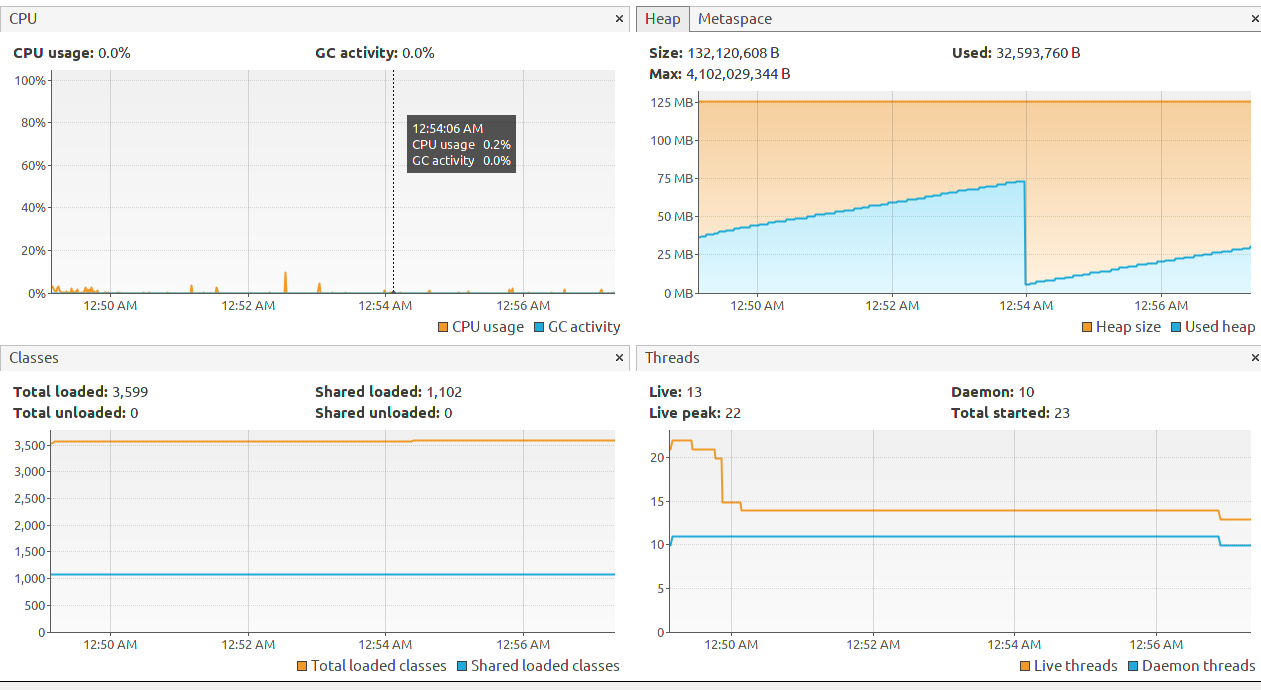 CPU ×
CPU usage: 0.0% GC activity: 0.0%
100%
80%
60%
40%
20%
0%
12:54:06 AM
CPU usage 0.2%
GC activity 0.0%
12:50 AM 12:52 AM 12:54 AM 12:56 AM
CPU usage GC activity
Heap Metaspace ×
Size: 132,120,608 B Used: 32,593,760 B
Max: 4,102,029,344 B
125 MB
100 MB
75 MB
50 MB
25 MB
0 MB
12:50 AM 12:52 AM 12:54 AM 12:56 AM
Heap size Used heap
Classes ×
Total loaded: 3,599 Shared loaded: 1,102
Total unloaded: 0 Shared unloaded: 0
3,500
3,000
2,500
2,000
1,500
1,000
500
0
12:50 AM 12:52 AM 12:54 AM 12:56 AM
Total loaded classes Shared loaded classes
Threads ×
Live: 13 Daemon: 10
Live peak: 22 Total started: 23
20
15
10
5
0
12:50 AM 12:52 AM 12:54 AM 12:56 AM
Live threads Daemon threads